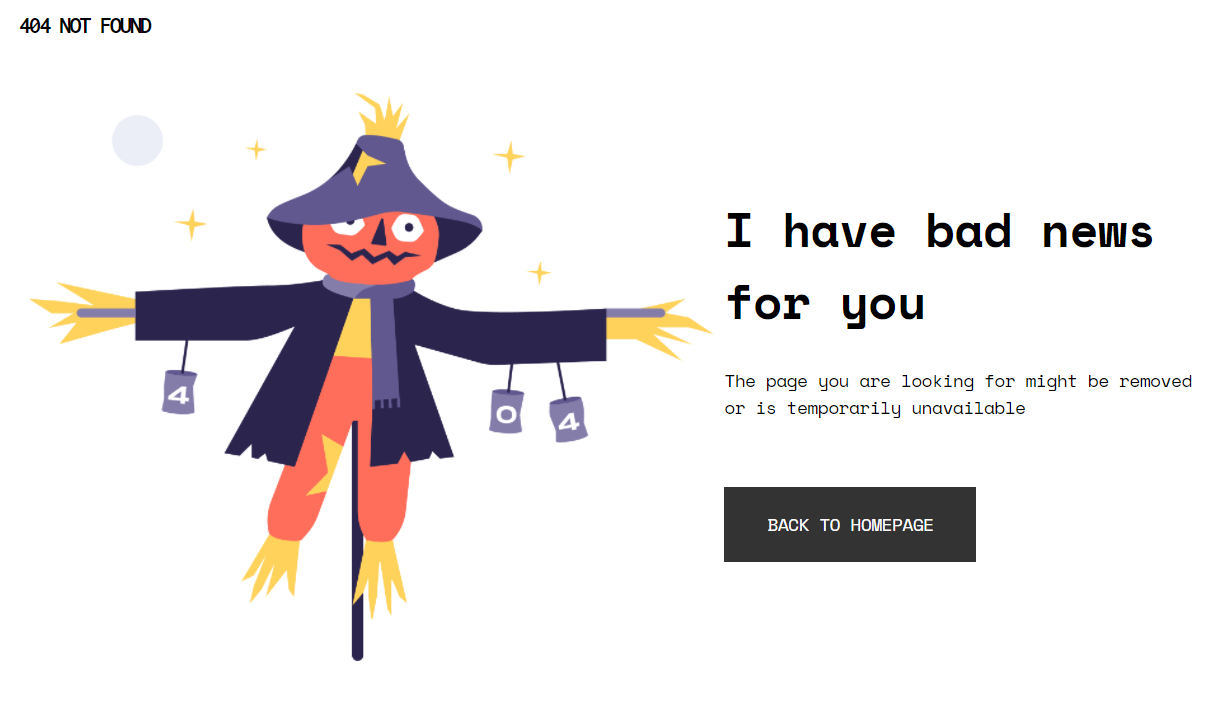 404 NOT FOUND
4
0
4
I have bad news
for you
The page you are looking for might be removed
or is temporarily unavailable
BACK TO HOMEPAGE